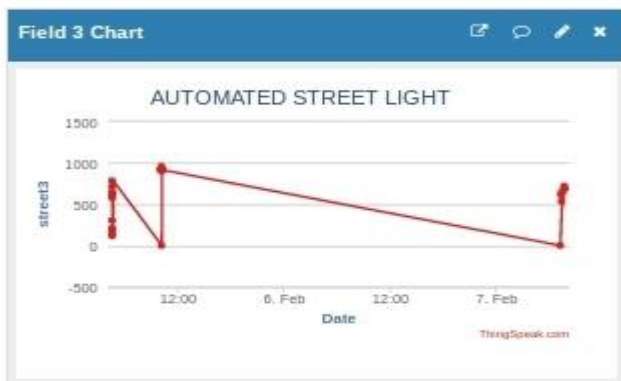 Field 3 Chart
AUTOMATED STREET LIGHT
1500
1000
500
0
-500
street3
12:00 6. Feb 12:00 7. Feb
Date
ThingSpeak.com